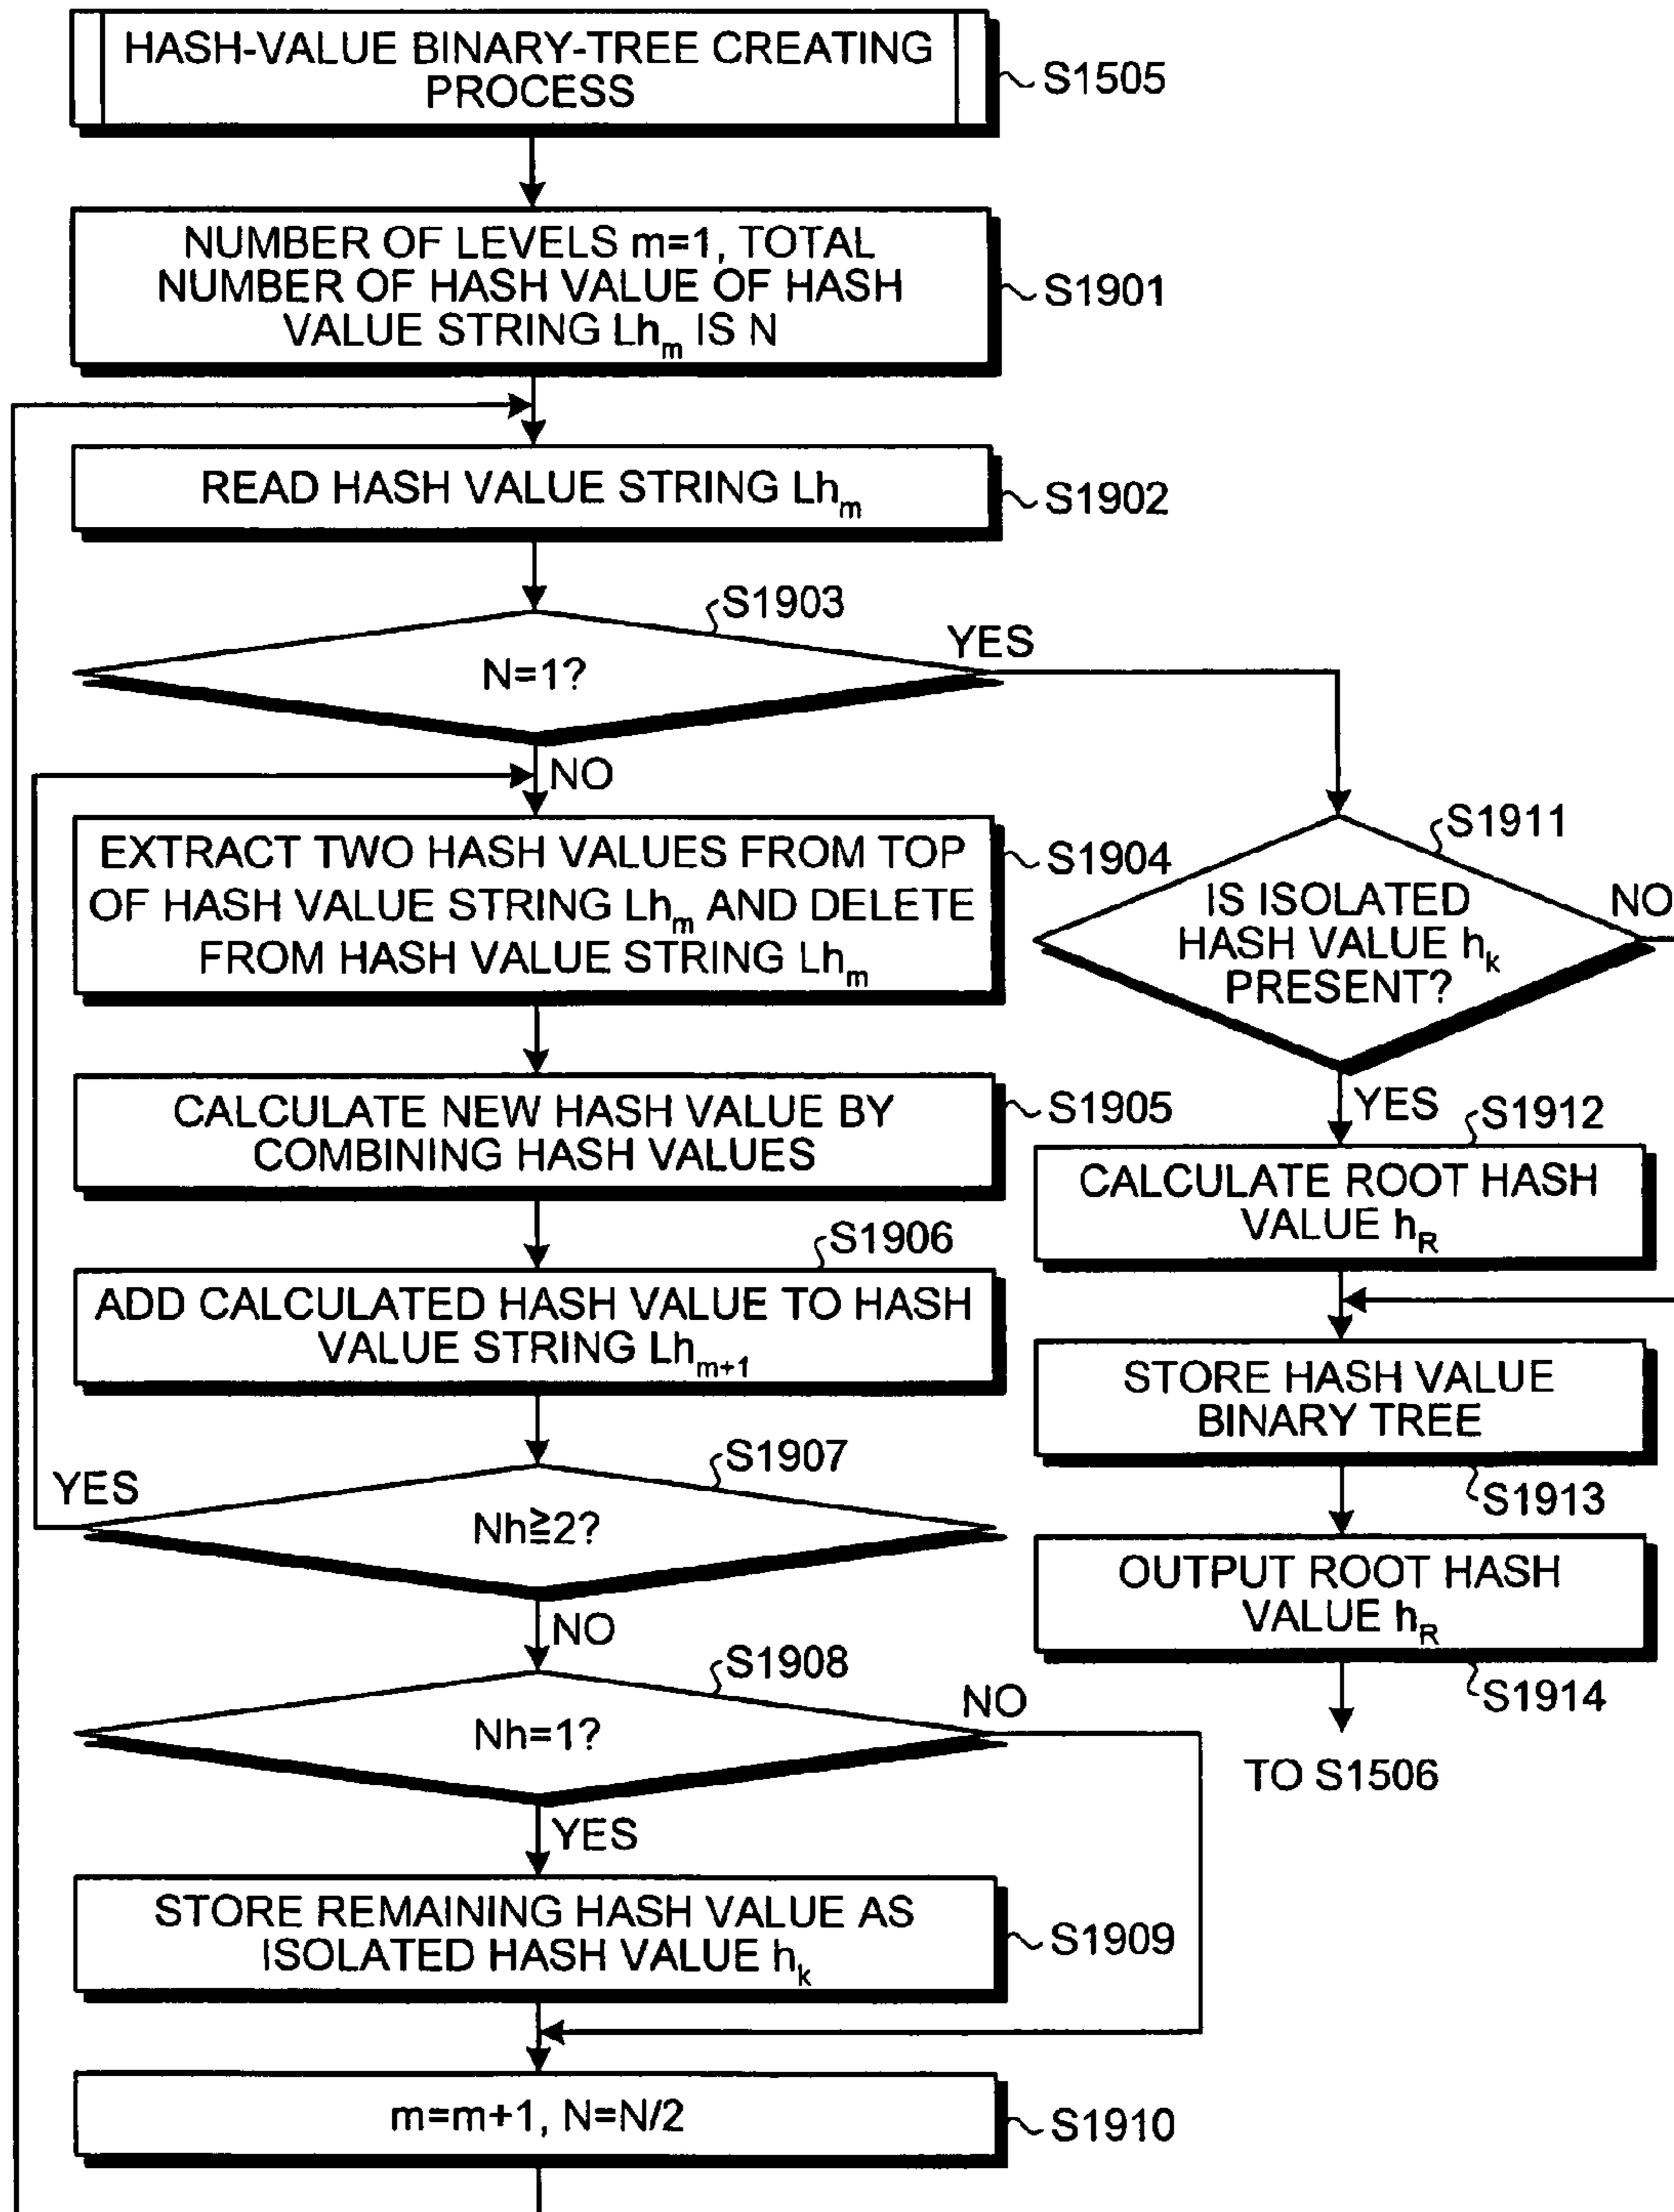 HASH-VALUE BINARY-TREE CREATING
PROCESS
S1505
NUMBER OF LEVELS m=1, TOTAL
NUMBER OF HASH VALUE OF HASH
VALUE STRING Lhm IS N
S1901
READ HASH VALUE STRING Lhm
S1902
S1903
N=1?
YES
NO
EXTRACT TWO HASH VALUES FROM TOP
OF HASH VALUE STRING Lhm AND DELETE
FROM HASH VALUE STRING Lhm
S1904
CALCULATE NEW HASH VALUE BY
COMBINING HASH VALUES
S1905
S1906
ADD CALCULATED HASH VALUE TO HASH
VALUE STRING Lhm+1
S1907
YES
Nh≧2?
NO
S1908
NO
Nh=1?
YES
STORE REMAINING HASH VALUE AS
ISOLATED HASH VALUE hk
S1909
m=m+1, N=N/2
S1910
S1911
IS ISOLATED
HASH VALUE hk
PRESENT?
NO
YES
S1912
CALCULATE ROOT HASH
VALUE hR
STORE HASH VALUE
BINARY TREE
S1913
OUTPUT ROOT HASH
VALUE hR
S1914
TO S1506